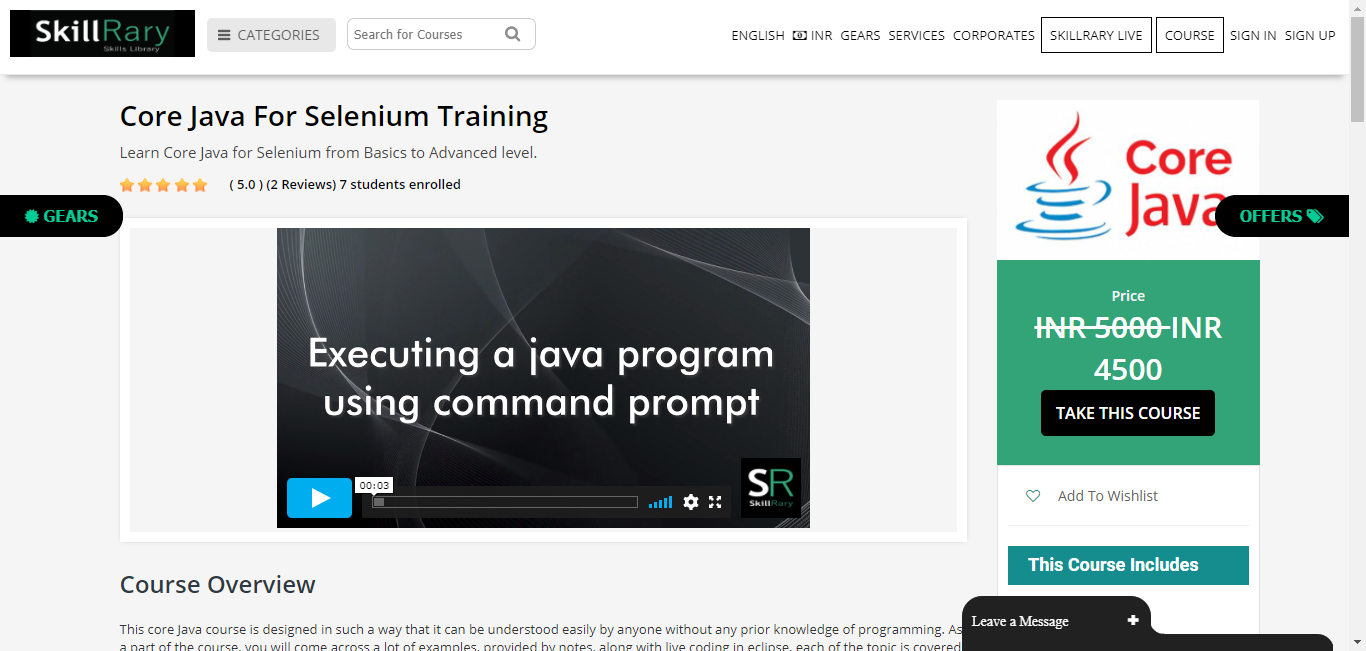 SkillRary
Skills Library
CATEGORIES
Search for Courses
ENGLISH INR GEARS SERVICES CORPORATES SKILLRARY LIVE COURSE SIGN IN SIGN UP
Core Java For Selenium Training
Learn Core Java for Selenium from Basics to Advanced level.
( 5.0 ) (2 Reviews) 7 students enrolled
GEARS
Executing a java program
using command prompt
00:03
SR
SkillRary
Course Overview
This core Java course is designed in such a way that it can be understood easily by anyone without any prior knowledge of programming. As
a part of the course, you will come across a lot of examples, provided by notes, along with live coding in eclipse, each of the topic is covered
Core
Java
OFFERS
Price
INR 5000 INR
4500
TAKE THIS COURSE
Add To Wishlist
This Course Includes
Leave a Message